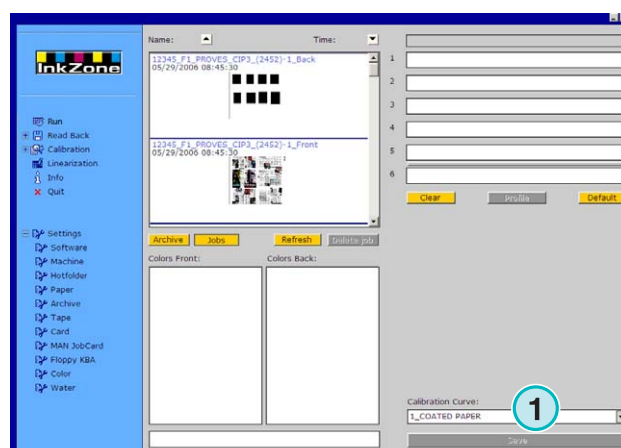 InkZone
Run
Read Back
Calibration
Linearization
Info
Quit
Settings
Software
Machine
Hotfolder
Paper
Archive
Tape
Card
MAN JobCard
Floppy KBA
Color
Water
Name:
Time:
12345_F1_PROVES_CIP3_(2452)-1_Back
05/29/2006 08:45:30
12345_F1_PROVES_CIP3_(2452)-1_Front
05/29/2006 08:45:30
Archive Jobs Refresh Delete job
Colors Front: Colors Back:
1
2
3
4
5
6
Clear Profile Default
Calibration Curve:
1_COATED PAPER
1
Save